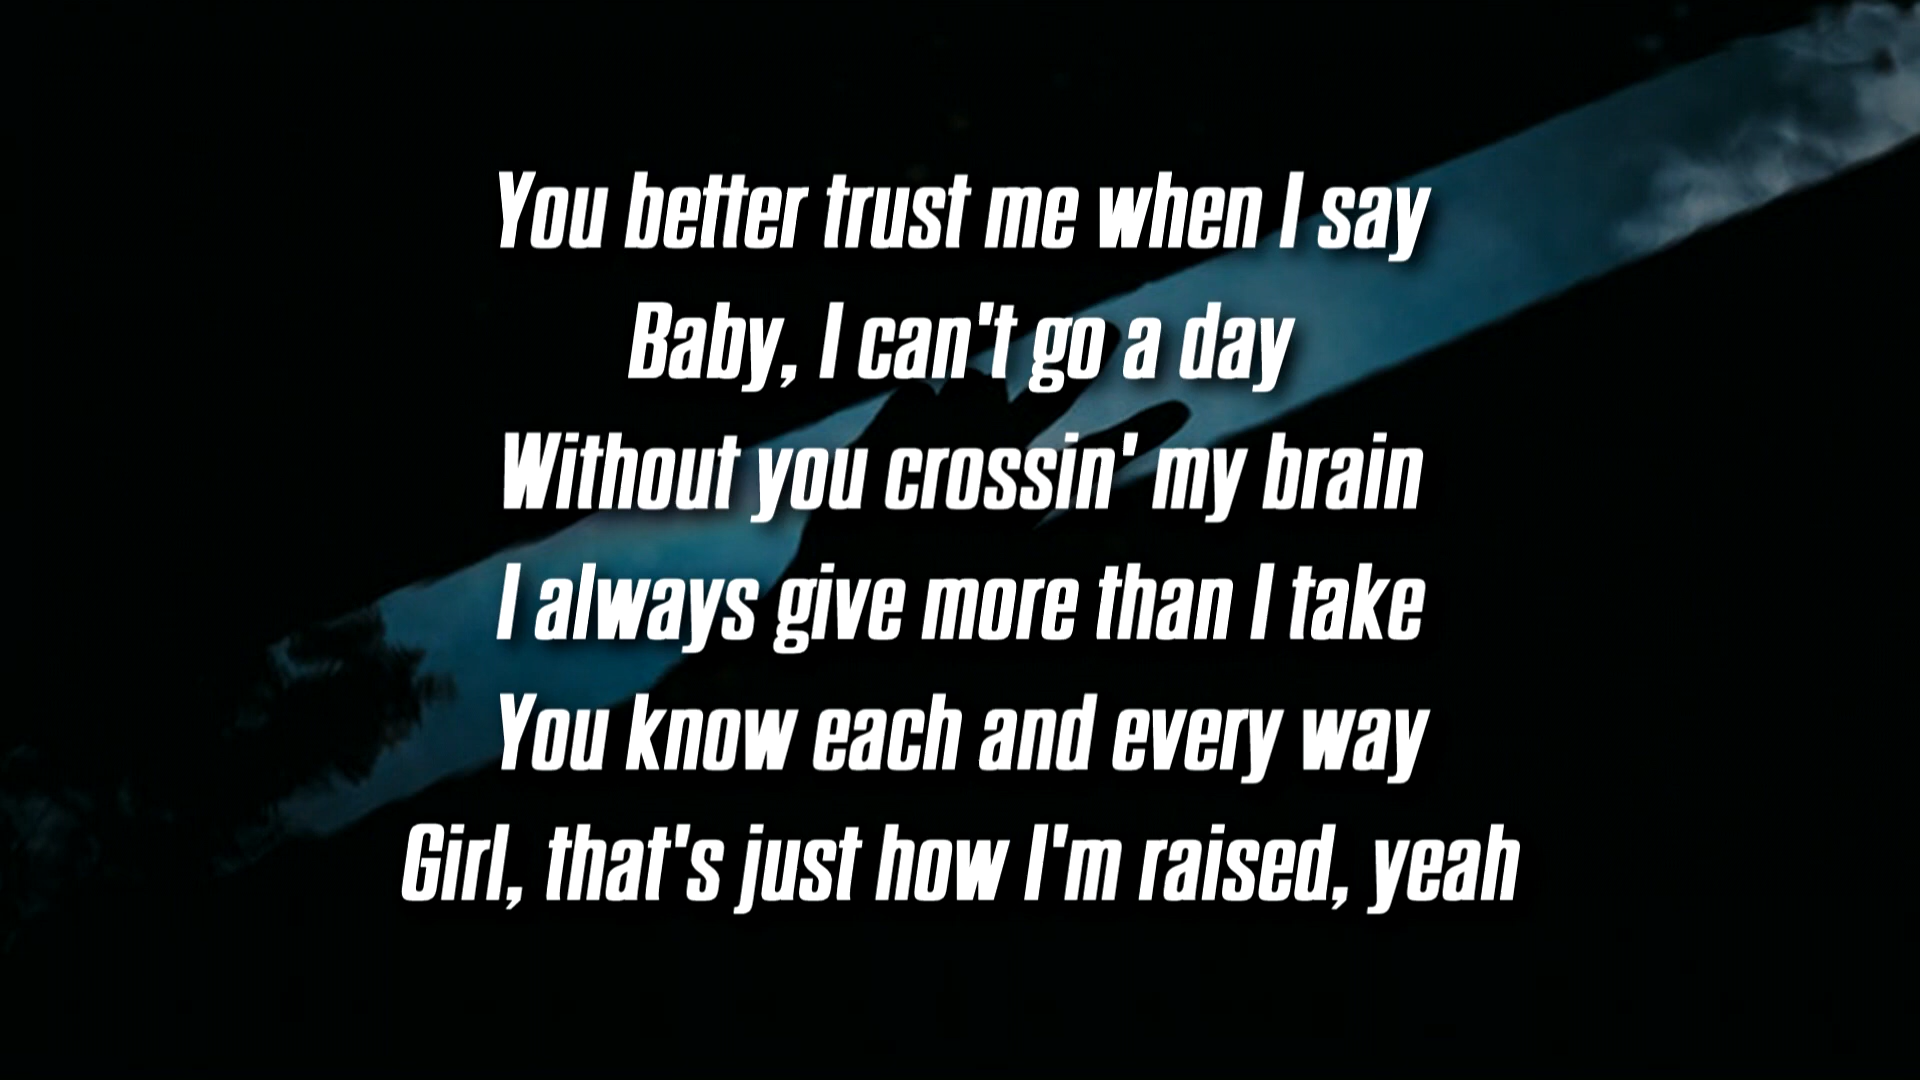 You better trust me when I say
Baby, I can't go a day
Without you crossin' my brain
I always give more than I take
You know each and every way
Girl, that's just how I'm raised, yeah